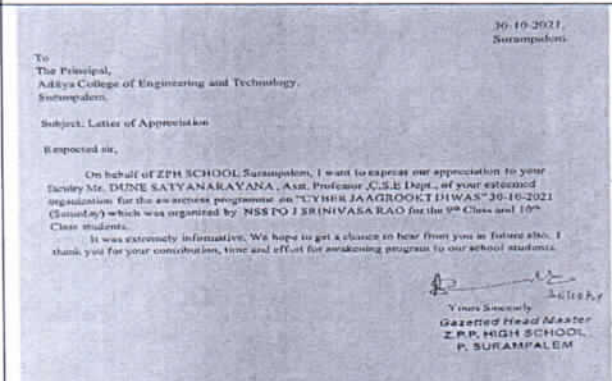 30-10-2021,
Surampalem.
To
The Principal,
Aditya College of Engineering and Technology,
Surampalem.
Subject: Letter of Appreciation
Respected sir,
On behalf of ZPH SCHOOL Surampalem, I want to express our appreciation to your
faculty Mr. DUNE SATYANARAYANA, Asst. Professor ,C.S.E Dept., of your esteemed
organization for the awareness programme on "CYBER JAAGROOKT DIWAS" 30-10-2021
(Saturday) which was organized by NSS PO J SRINIVASA RAO for the 9th Class and 10th
Class students.
It was extremely informative. We hope to get a chance to hear from you in future also. I
thank you for your contribution, time and effort for awakening program to our school students.
Yours Sincerely
Gazetted Head Master
Z.P.P. HIGH SCHOOL
P. SURAMPALEM